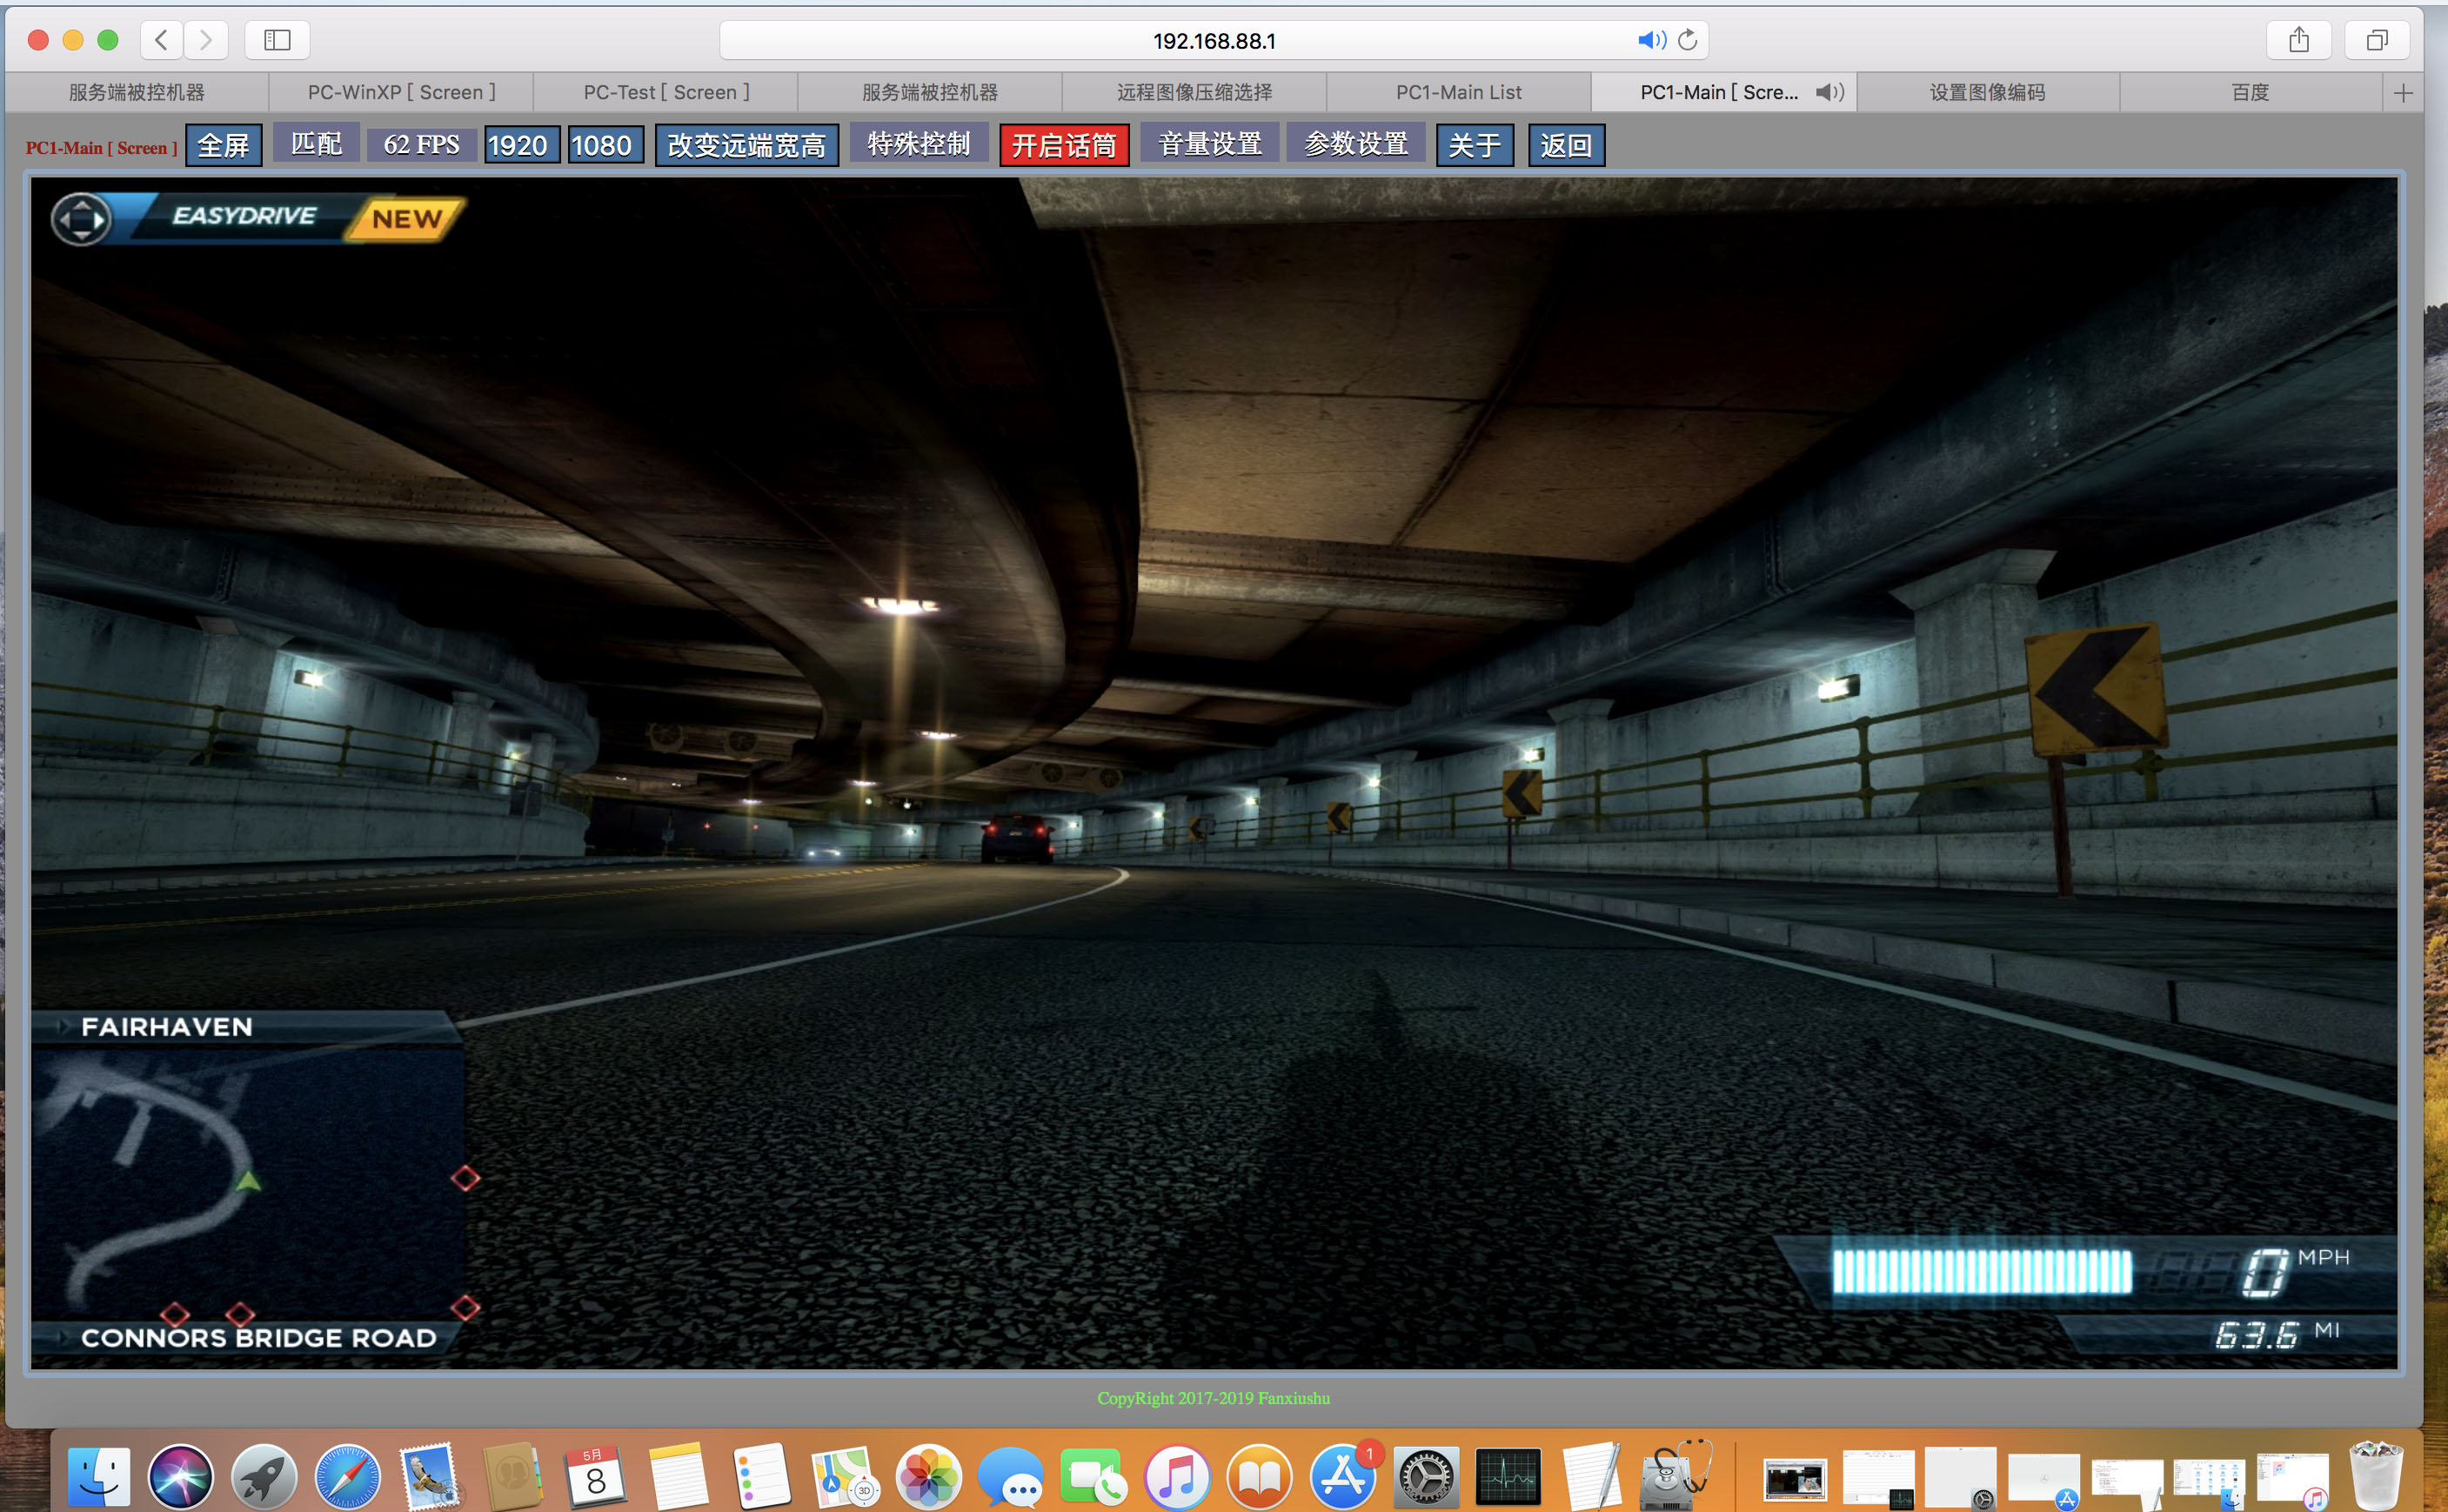 192.168.88.1
服务端被控机器
PC-WinXP [ Screen ]
PC-Test [ Screen ]
服务端被控机器
远程图像压缩选择
PC1-Main List
PC1-Main [ Scre...
设置图像编码
百度
PC1-Main [ Screen ] 全屏 匹配 62 FPS 1920 1080 改变远端宽高 特殊控制 开启话筒 音量设置 参数设置 关于 返回
EASYDRIVE NEW
FAIRHAVEN
CONNORS BRIDGE ROAD
0 MPH
63.6 MI
CopyRight 2017-2019 Fanxiushu
5月
8
3D
1